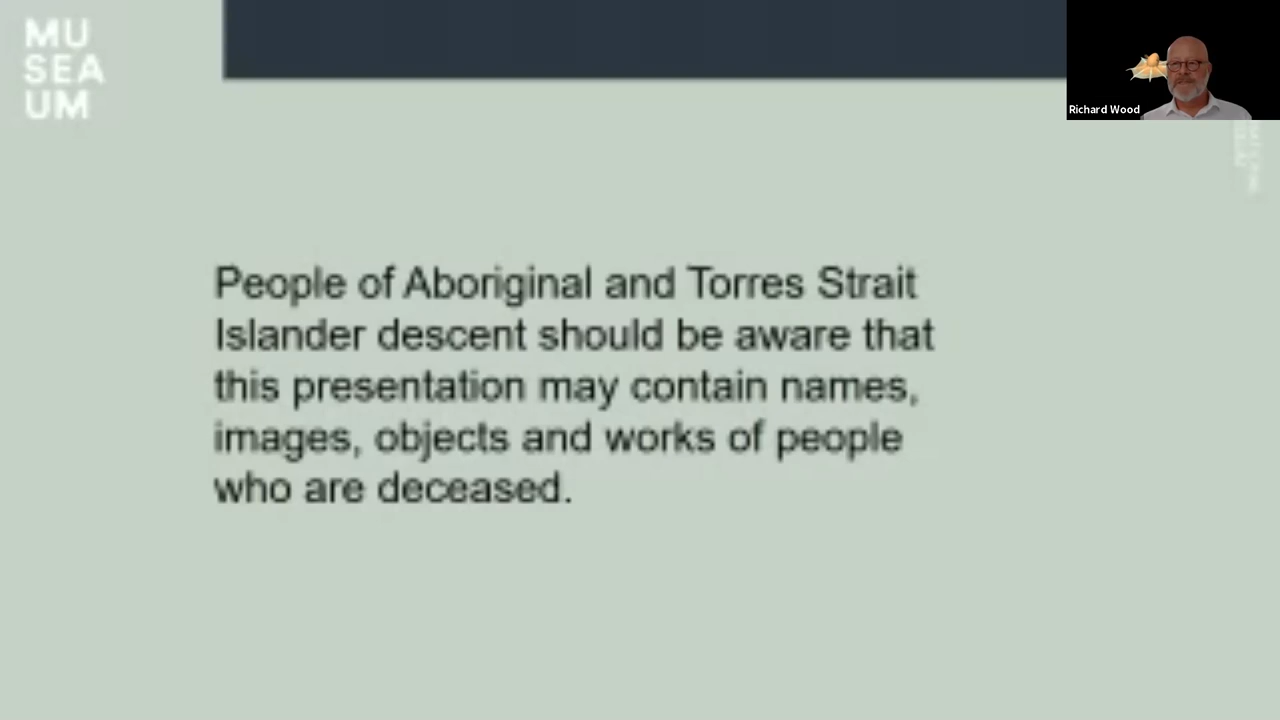 MU
SEA
UM
Richard Wood
People of Aboriginal and Torres Strait
Islander descent should be aware that
this presentation may contain names,
images, objects and works of people
who are deceased.